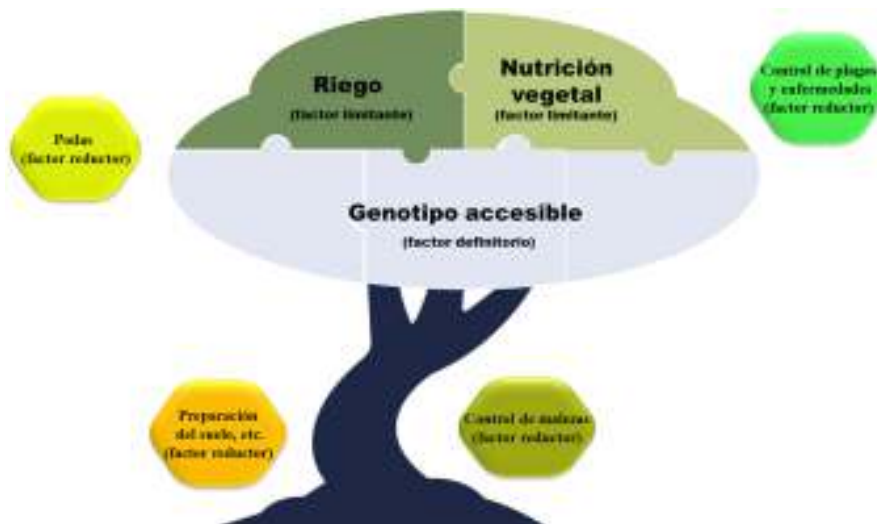 Riego
(factor limitante)
Nutrición
vegetal
(factor limitante)
Control de plagas
y enfermedades
(factor reductor)
Podas
(factor reductor)
Genotipo accesible
(factor definitorio)
Preparación
del suelo, etc.
(factor reductor)
Control de malezas
(factor reductor)